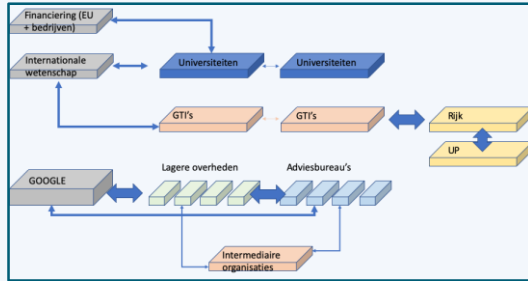 Financiering (EU
+ bedrijven)
Internationale
wetenschap
Universiteiten
Universiteiten
GTI's
GTI's
Rijk
UP
Lagere overheden
Adviesbureau's
GOOGLE
Intermediaire
organisaties